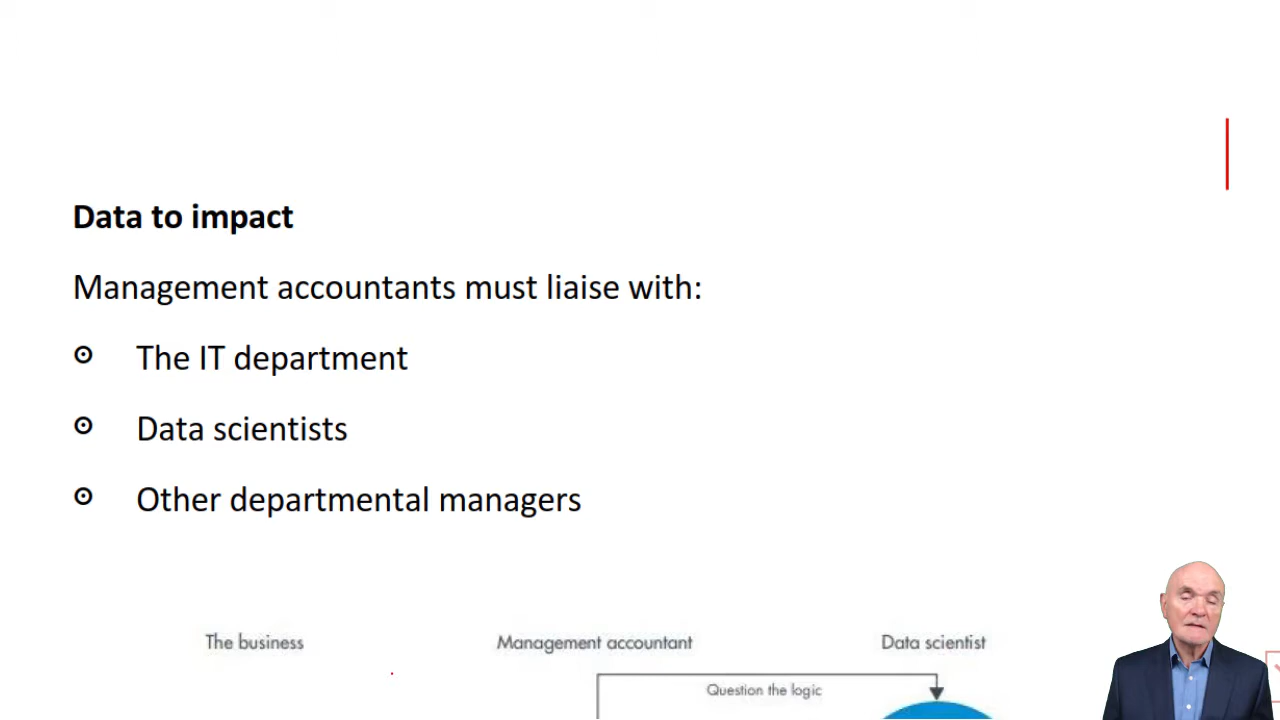 Data to impact
Management accountants must liaise with:
The IT department
Data scientists
Other departmental managers
The business Management accountant Data scientist
Question the logic